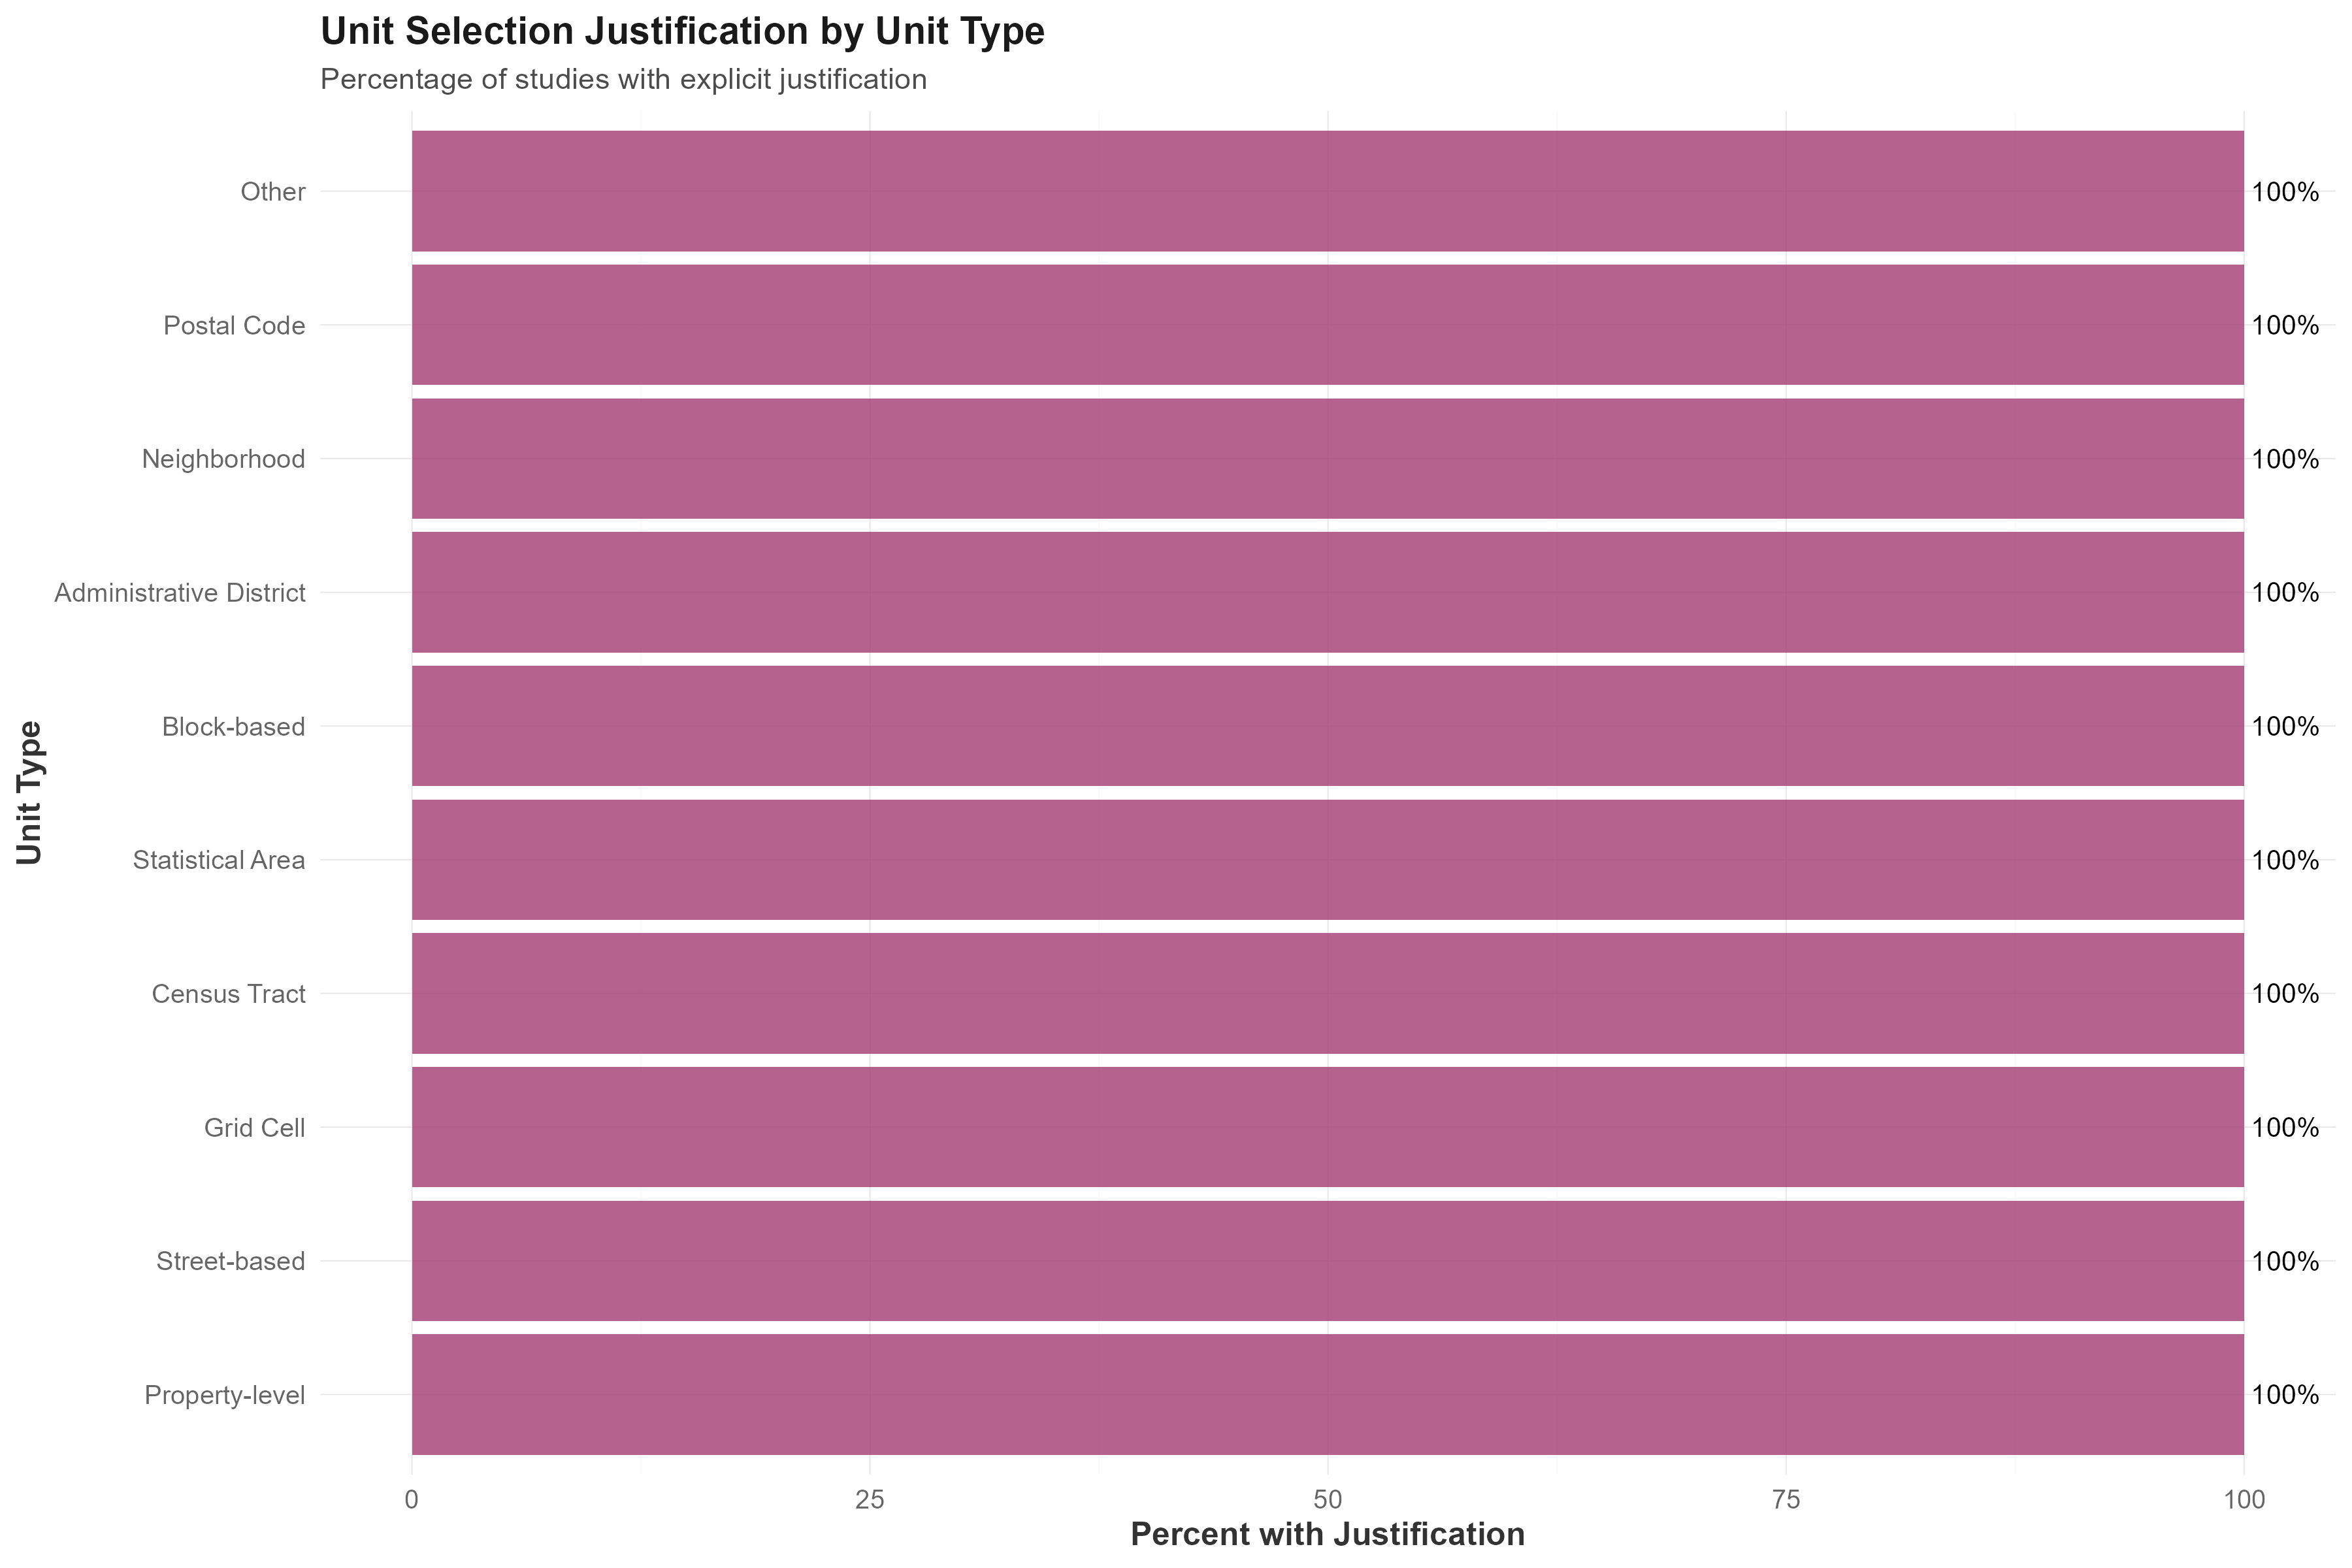 Unit Selection Justification by Unit Type
Percentage of studies with explicit justification
Unit Type
Other 100%
Postal Code 100%
Neighborhood 100%
Administrative District 100%
Block-based 100%
Statistical Area 100%
Census Tract 100%
Grid Cell 100%
Street-based 100%
Property-level 100%
0 25 50 75 100
Percent with Justification